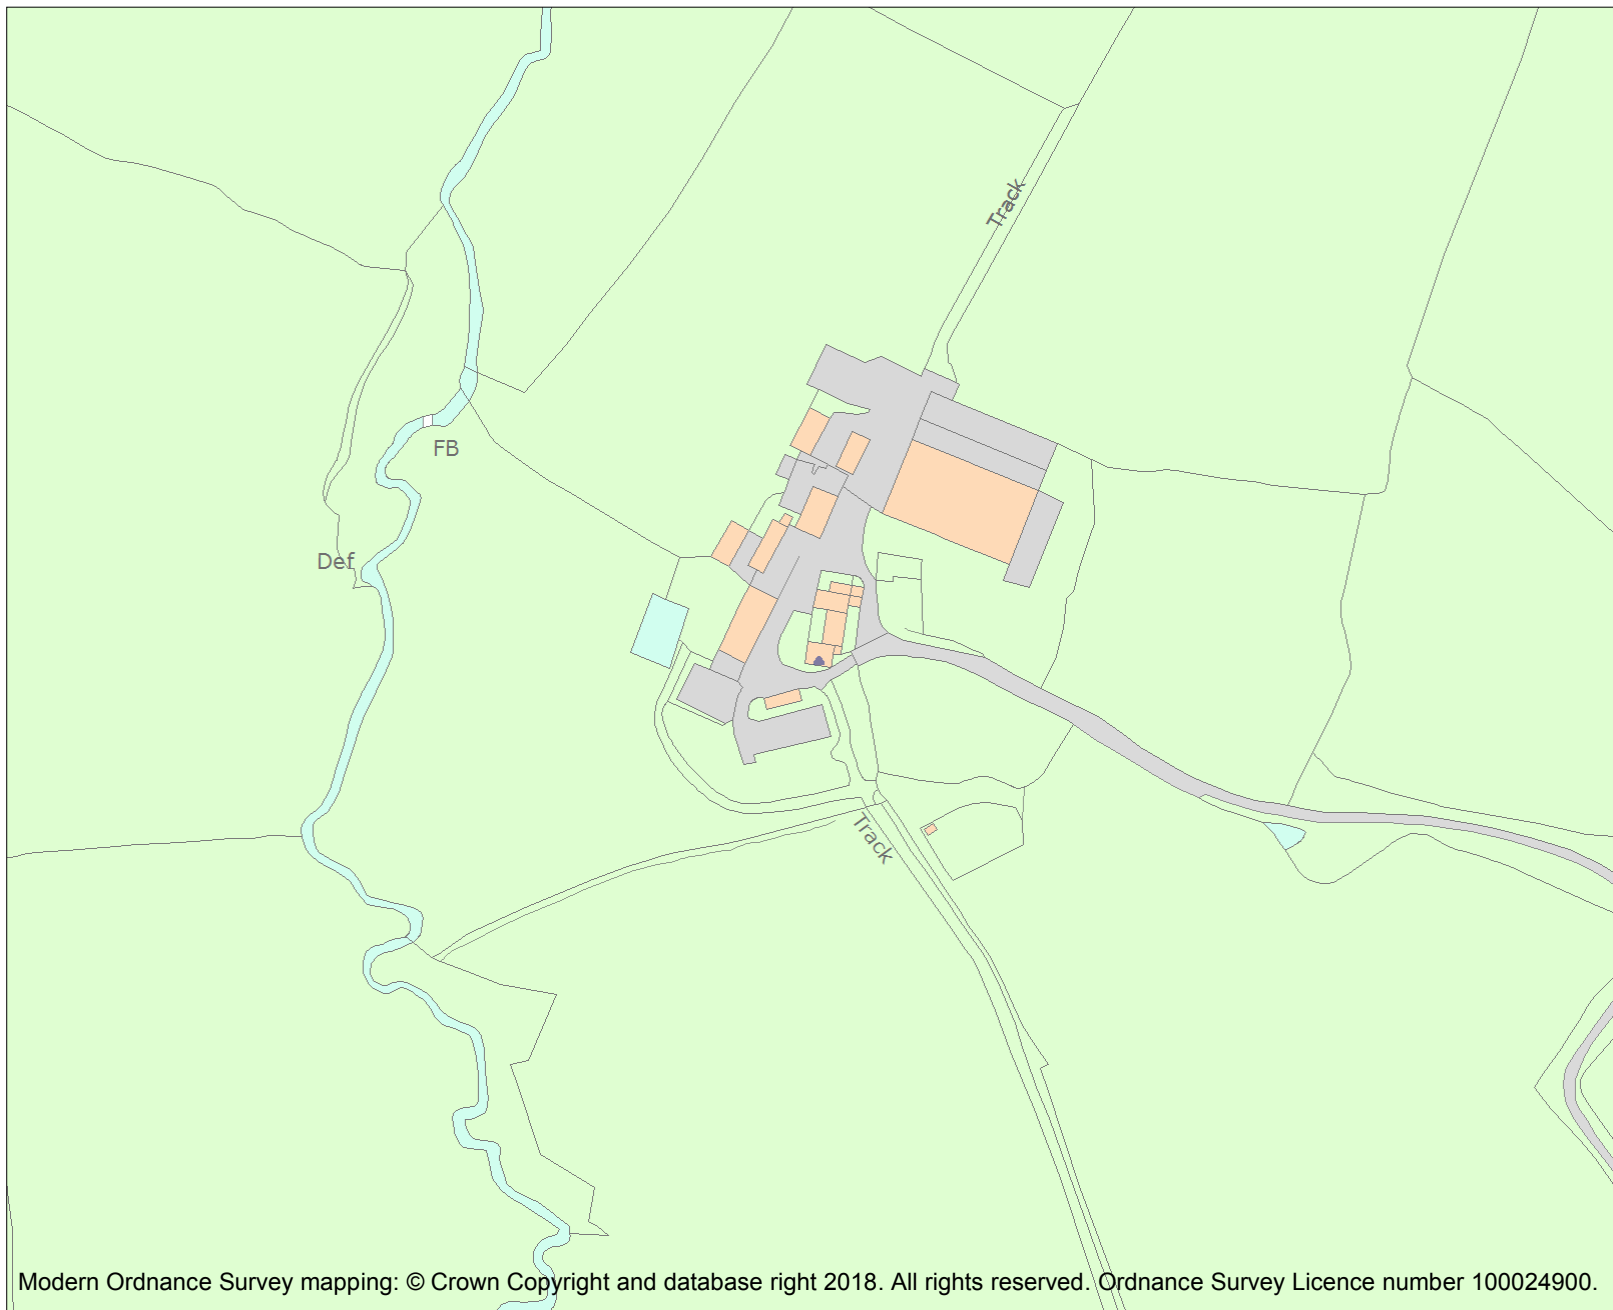 Track
FB
Def
Track
Modern Ordnance Survey mapping: © Crown Copyright and database right 2018. All rights reserved. Ordnance Survey Licence number 100024900.